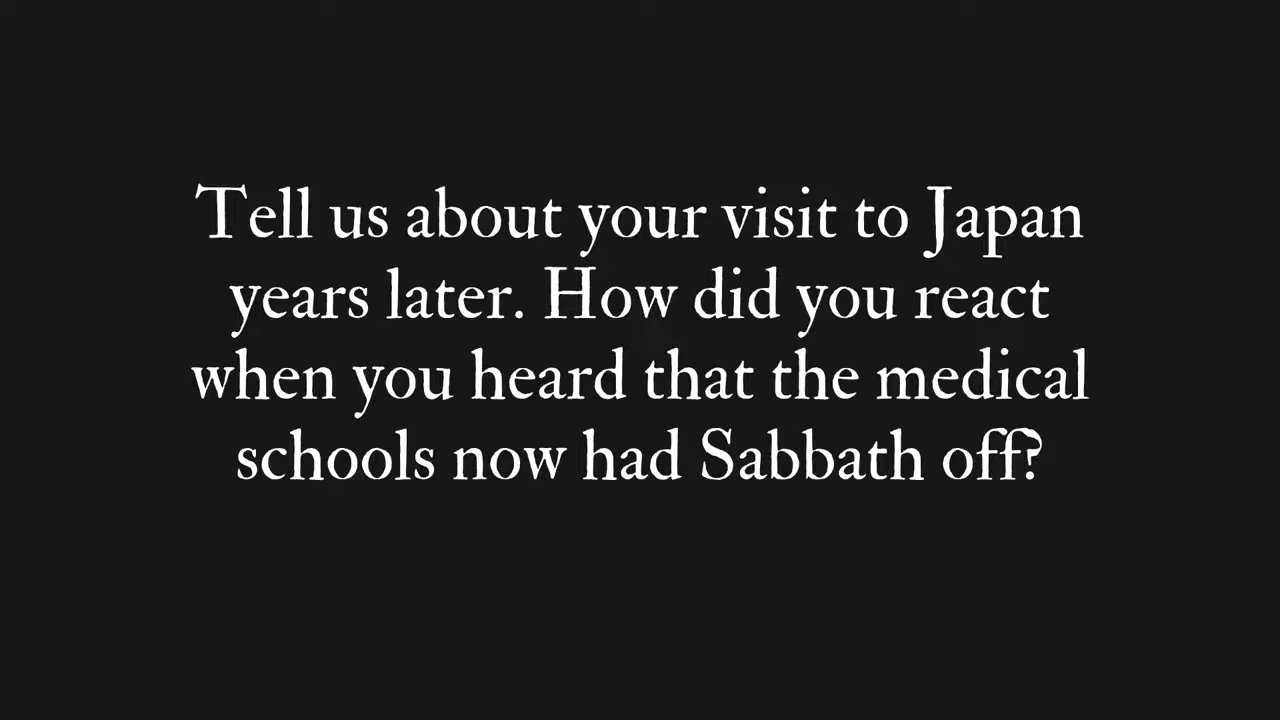 Tell us about your visit to Japan
years later. How did you react
when you heard that the medical
schools now had Sabbath off?